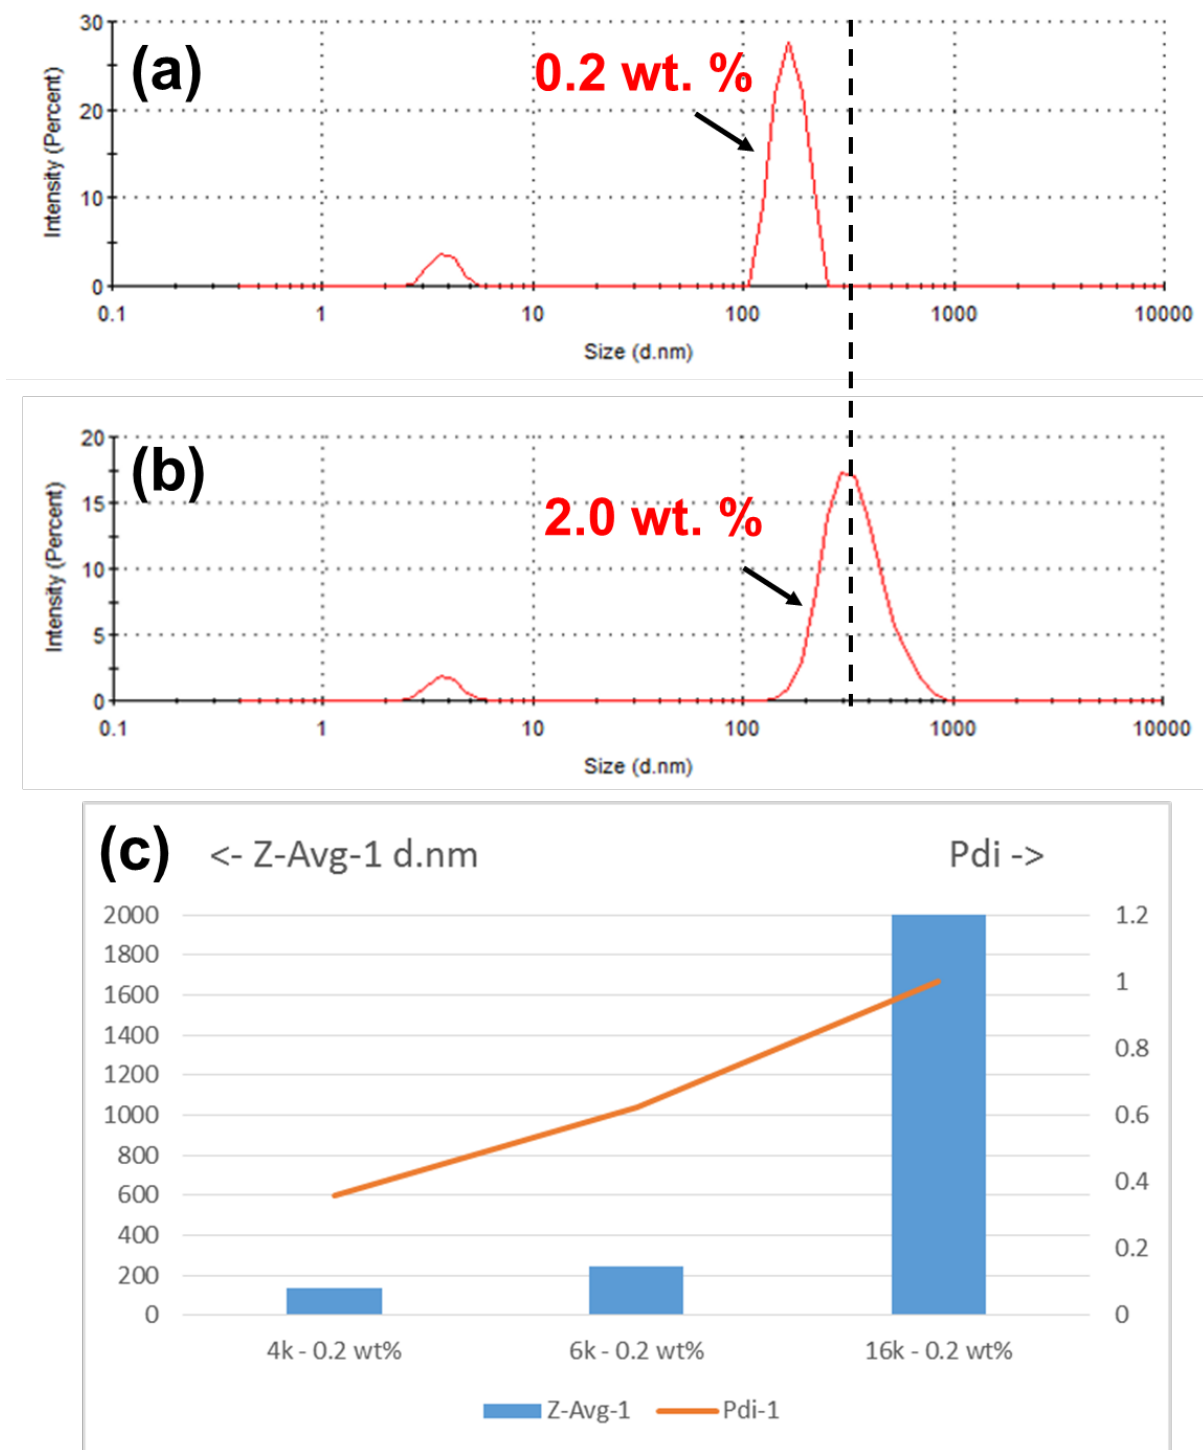 (a)
0.2 wt. %
Intensity (Percent)
30
20
10
0
0.1 1 10 100 1000 10000
Size (d.nm)
(b)
2.0 wt. %
Intensity (Percent)
20
15
10
5
0
0.1 1 10 100 1000 10000
Size (d.nm)
(c) <- Z-Avg-1 d.nm Pdi ->
2000 1.2
1800
1600 1
1400
1200 0.8
1000 0.6
800
600 0.4
400
200 0.2
0 0
4k - 0.2 wt% 6k - 0.2 wt% 16k - 0.2 wt%
Z-Avg-1 Pdi-1